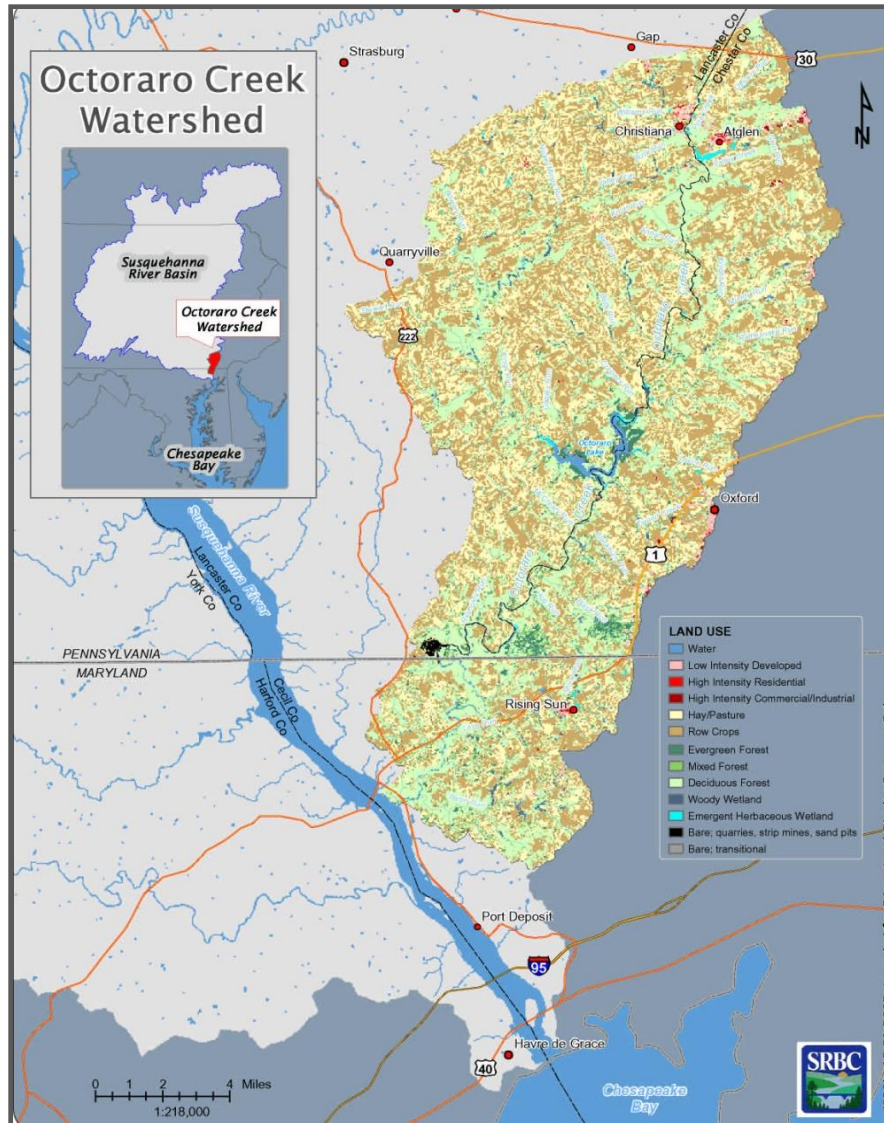 Octoraro Creek
Watershed
Susquehanna
River Basin
Octoraro Creek
Watershed
Chesapeake
Bay
Strasburg
Gap
30
Lancaster Co
Chester Co
Christiana
Atglen
N
Quarryville
222
Octoraro
Lake
Oxford
1
Susquehanna River
Lancaster Co
York Co
PENNSYLVANIA
MARYLAND
Cecil Co
Harford Co
Rising Sun
LAND USE
Water
Low Intensity Developed
High Intensity Residential
High Intensity Commercial/Industrial
Hay/Pasture
Row Crops
Evergreen Forest
Mixed Forest
Deciduous Forest
Woody Wetland
Emergent Herbaceous Wetland
Bare; quarries, strip mines, sand pits
Bare; transitional
Port Deposit
95
Havre de Grace
40
Chesapeake
Bay
0 1 2 4 Miles
1:218,000
SRBC